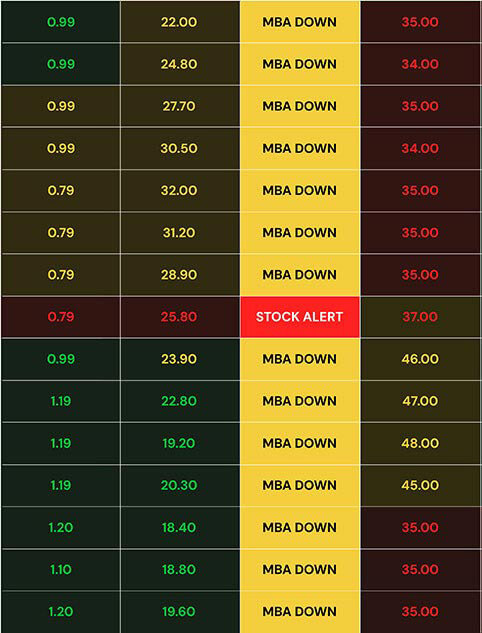 0.99 22.00 MBA DOWN 35.00
0.99 24.80 MBA DOWN 34.00
0.99 27.70 MBA DOWN 35.00
0.99 30.50 MBA DOWN 34.00
0.79 32.00 MBA DOWN 35.00
0.79 31.20 MBA DOWN 35.00
0.79 28.90 MBA DOWN 35.00
0.79 25.80 STOCK ALERT 37.00
0.99 23.90 MBA DOWN 46.00
1.19 22.80 MBA DOWN 47.00
1.19 19.20 MBA DOWN 48.00
1.19 20.30 MBA DOWN 45.00
1.20 18.40 MBA DOWN 35.00
1.10 18.80 MBA DOWN 35.00
1.20 19.60 MBA DOWN 35.00